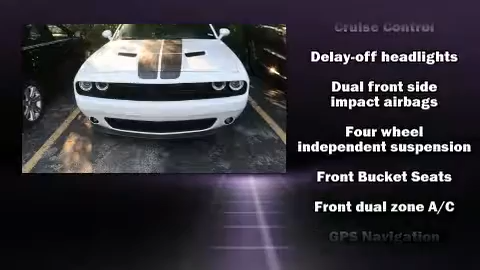 Cruise Control
Delay-off headlights
Dual front side
impact airbags
Four wheel
independent suspension
Front Bucket Seats
Front dual zone A/C
GPS Navigation